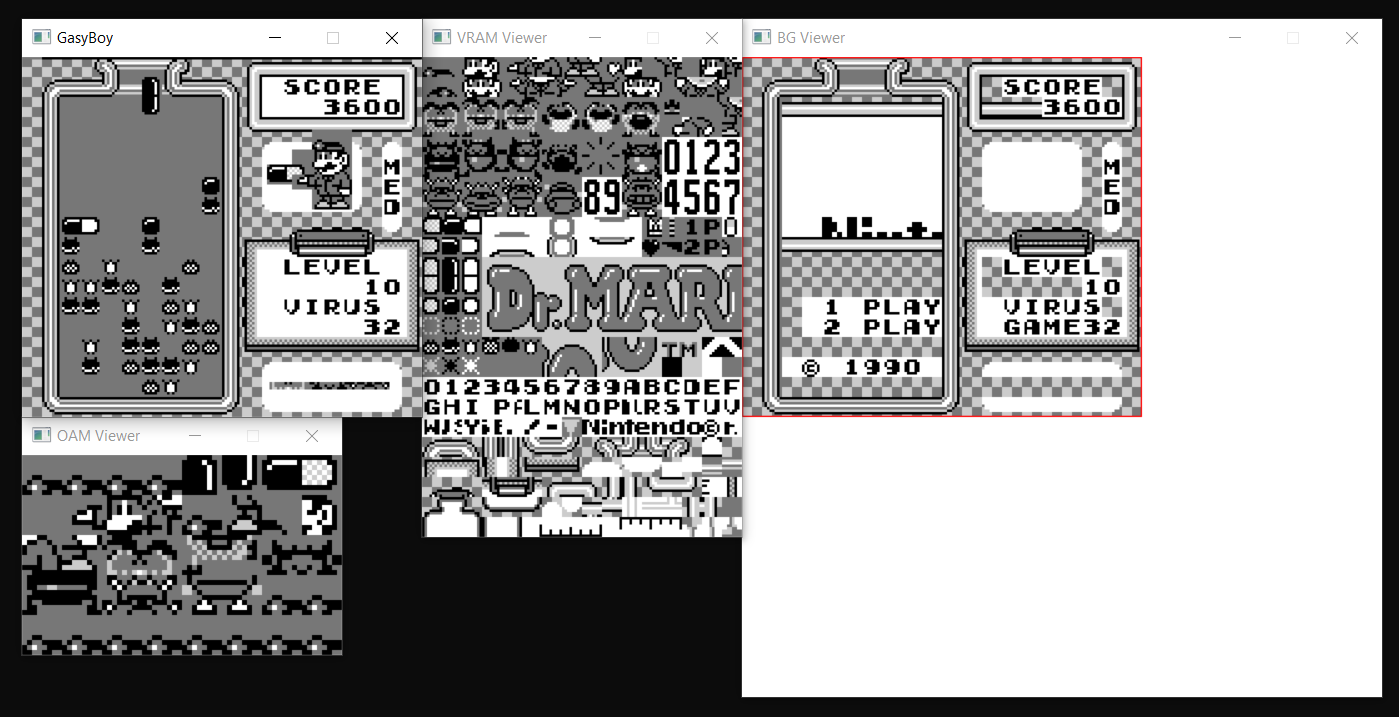 GasyBoy
SCORE
3600
MED
LEVEL
10
VIRUS
32
VRAM Viewer
0123
89
4567
1P
2P
Dr.MARI
TM
0123456789ABCDEF
Nintendo
BG Viewer
SCORE
3600
MED
LEVEL
10
VIRUS
GAME32
1 PLAY
2 PLAY
© 1990
OAM Viewer